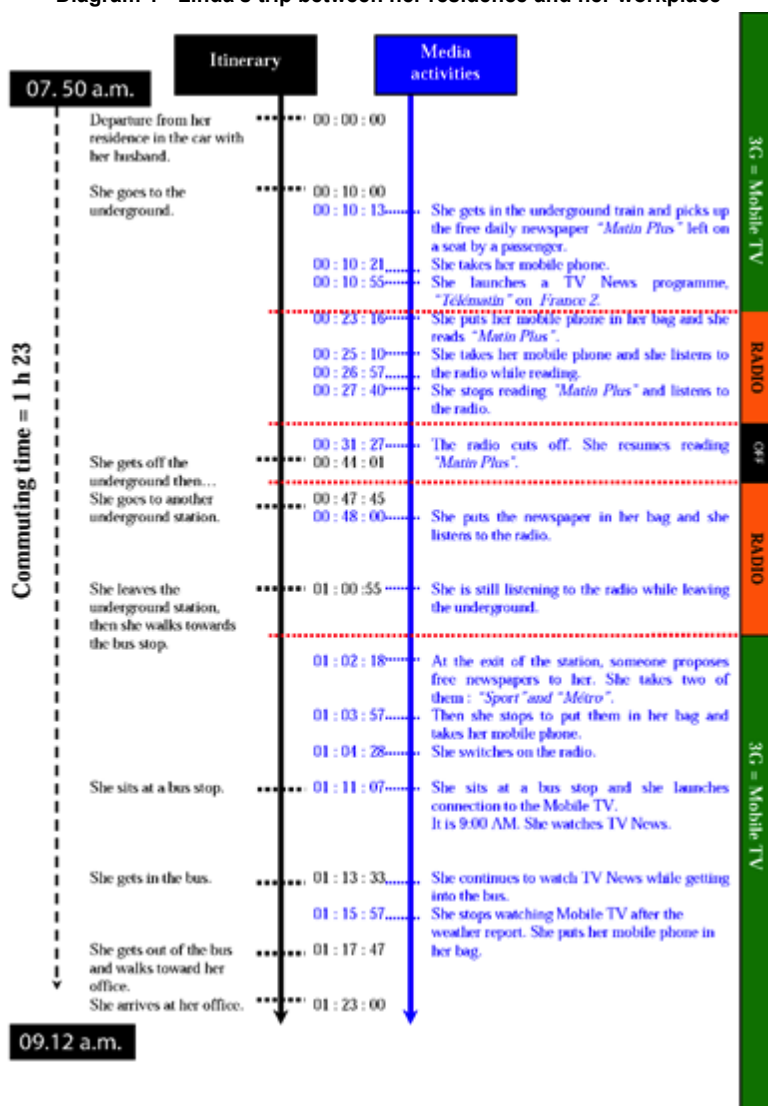 Diagram 1 - Linda's trip between her residence and her workplace
Itinerary
Media
activities
07. 50 a.m.
Commuting time = 1 h 23
Departure from her
residence in the car with
her husband.
00 : 00 : 00
She goes to the
underground.
00 : 10 : 00
00 : 10 : 13
She gets in the underground train and picks up
the free daily newspaper "Matin Plus" left on
a seat by a passenger.
00 : 10 : 21
She takes her mobile phone.
00 : 10 : 55
She launches a TV News programme,
"Télématin" on France 2.
00 : 23 : 16
She puts her mobile phone in her bag and she
reads "Matin Plus".
00 : 25 : 10
She takes her mobile phone and she listens to
00 : 26 : 57
the radio while reading.
00 : 27 : 40
She stops reading "Matin Plus" and listens to
the radio.
00 : 31 : 27
The radio cuts off. She resumes reading
"Matin Plus".
She gets off the
underground then...
00 : 44 : 01
She goes to another
underground station.
00 : 47 : 45
00 : 48 : 00
She puts the newspaper in her bag and she
listens to the radio.
She leaves the
underground station,
then she walks towards
the bus stop.
01 : 00 :55
She is still listening to the radio while leaving
the underground.
01 : 02 : 18
At the exit of the station, someone proposes
free newspapers to her. She takes two of
them : "Sport"and "Métro".
01 : 03 : 57
Then she stops to put them in her bag and
takes her mobile phone.
01 : 04 : 28
She switches on the radio.
She sits at a bus stop.
01 : 11 : 07
She sits at a bus stop and she launches
connection to the Mobile TV.
It is 9:00 AM. She watches TV News.
She gets in the bus.
01 : 13 : 33
She continues to watch TV News while getting
into the bus.
01 : 15 : 57
She stops watching Mobile TV after the
weather report. She puts her mobile phone in
her bag.
She gets out of the bus
and walks toward her
office.
01 : 17 : 47
She arrives at her office.
01 : 23 : 00
09.12 a.m.
3G = Mobile TV
RADIO
OFF
RADIO
3G = Mobile TV